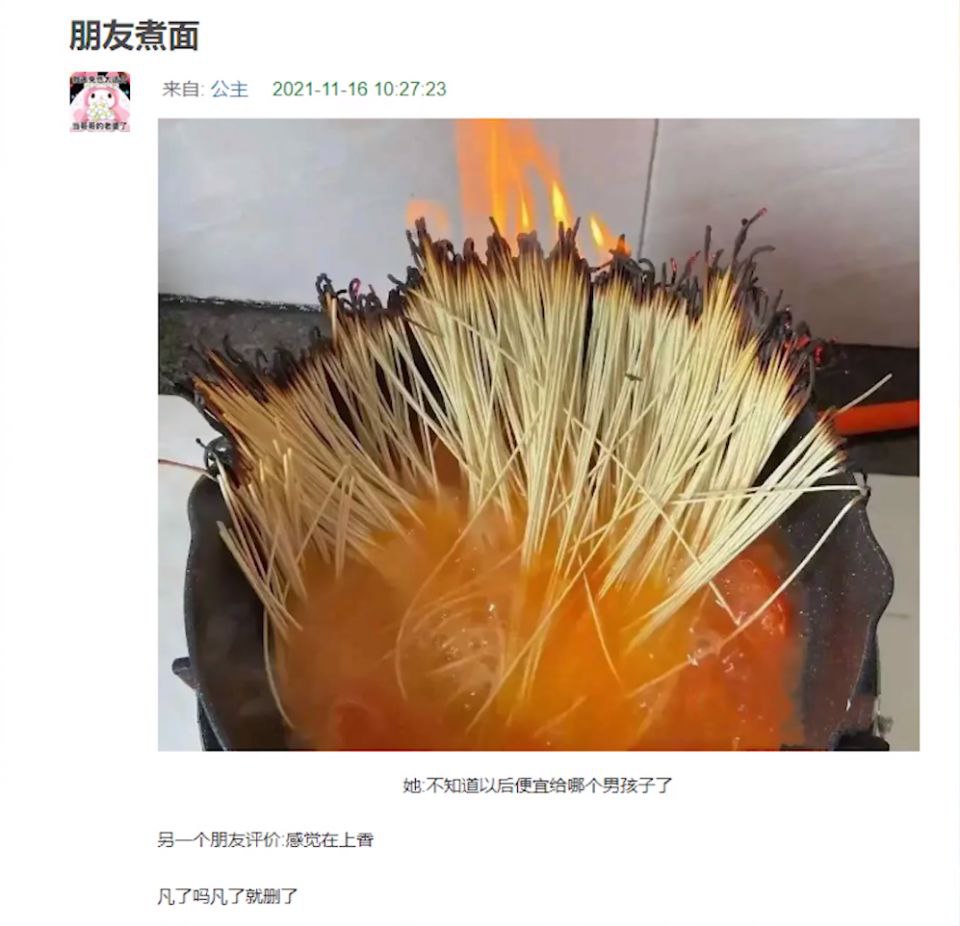 朋友煮面
来自: 公主 2021-11-16 10:27:23
当哥哥的老婆了
她:不知道以后便宜给哪个男孩子了
另一个朋友评价:感觉在上香
凡了吗凡了就删了